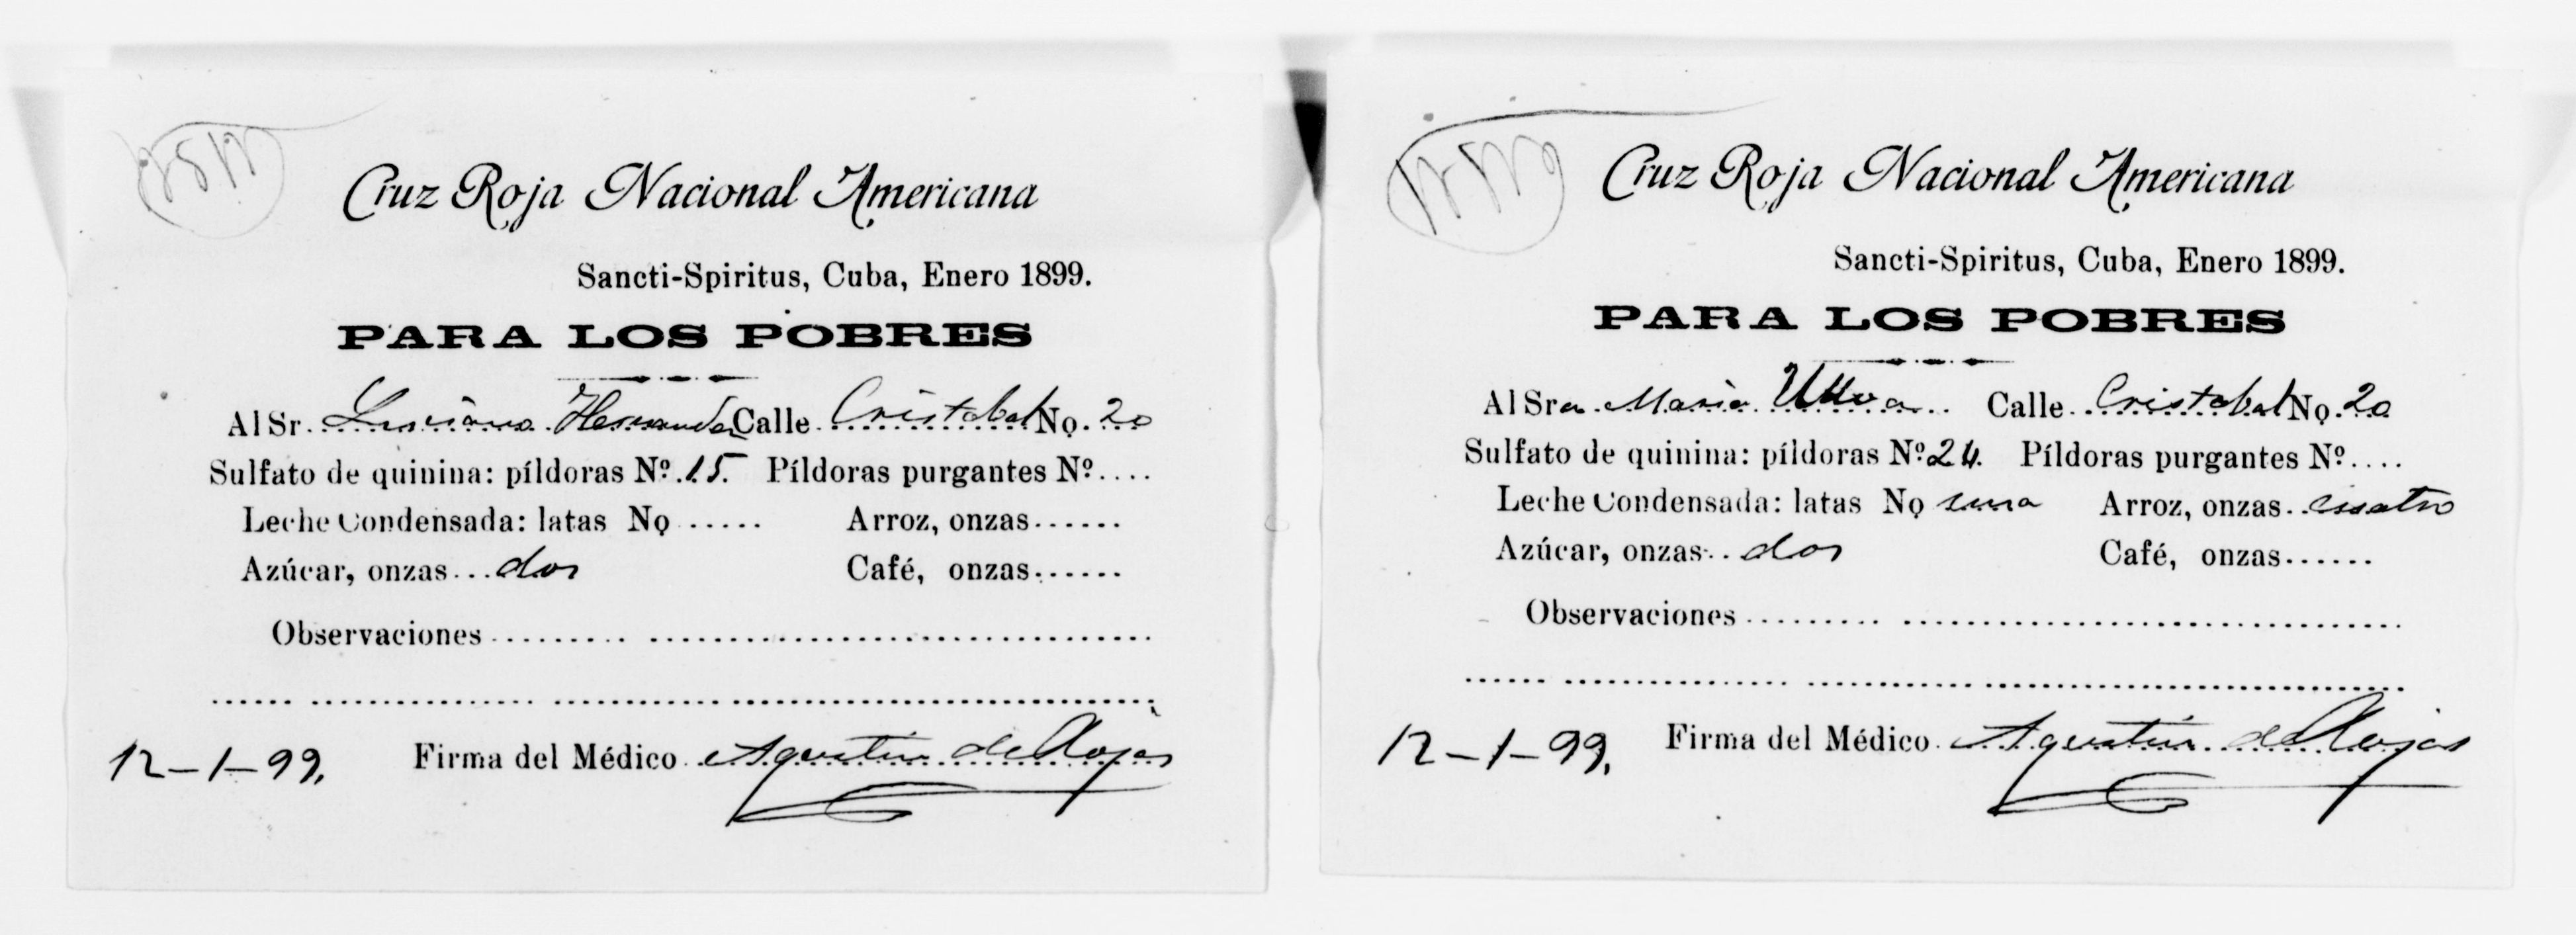 Cruz Roja Nacional Americana
Sancti-Spiritus, Cuba, Enero 1899.
PARA LOS POBRES
Al Sr. Luciano Hernandez Calle Cristobal No. 20
Sulfato de quinina: píldoras Nº. 15. Píldoras purgantes Nº....
Leche Condensada: latas No ..... Arroz, onzas......
Azúcar, onzas... dos Café, onzas......
Observaciones
12-1-99. Firma del Médico Agustin de Rojas
Cruz Roja Nacional Americana
Sancti-Spiritus, Cuba, Enero 1899.
PARA LOS POBRES
Al Sra. Maria Calle Cristobal No. 20
Sulfato de quinina: píldoras Nº. 24. Píldoras purgantes Nº....
Leche Condensada: latas No una Arroz, onzas.. cuatro
Azúcar, onzas... dos Café, onzas......
Observaciones
12-1-99. Firma del Médico Agustin de Rojas